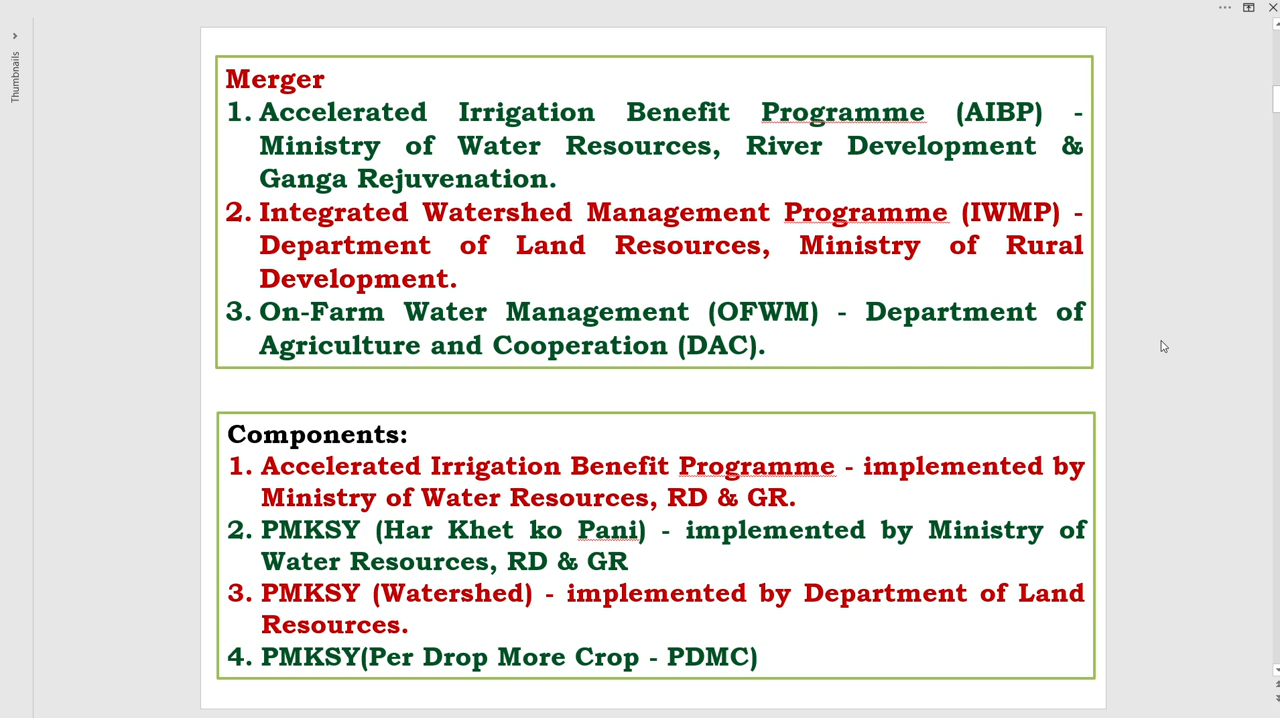 Thumbnails
Merger
1. Accelerated Irrigation Benefit Programme (AIBP) -
Ministry of Water Resources, River Development &
Ganga Rejuvenation.
2. Integrated Watershed Management Programme (IWMP) -
Department of Land Resources, Ministry of Rural
Development.
3. On-Farm Water Management (OFWM) - Department of
Agriculture and Cooperation (DAC).
Components:
1. Accelerated Irrigation Benefit Programme - implemented by
Ministry of Water Resources, RD & GR.
2. PMKSY (Har Khet ko Pani) - implemented by Ministry of
Water Resources, RD & GR
3. PMKSY (Watershed) - implemented by Department of Land
Resources.
4. PMKSY(Per Drop More Crop - PDMC)